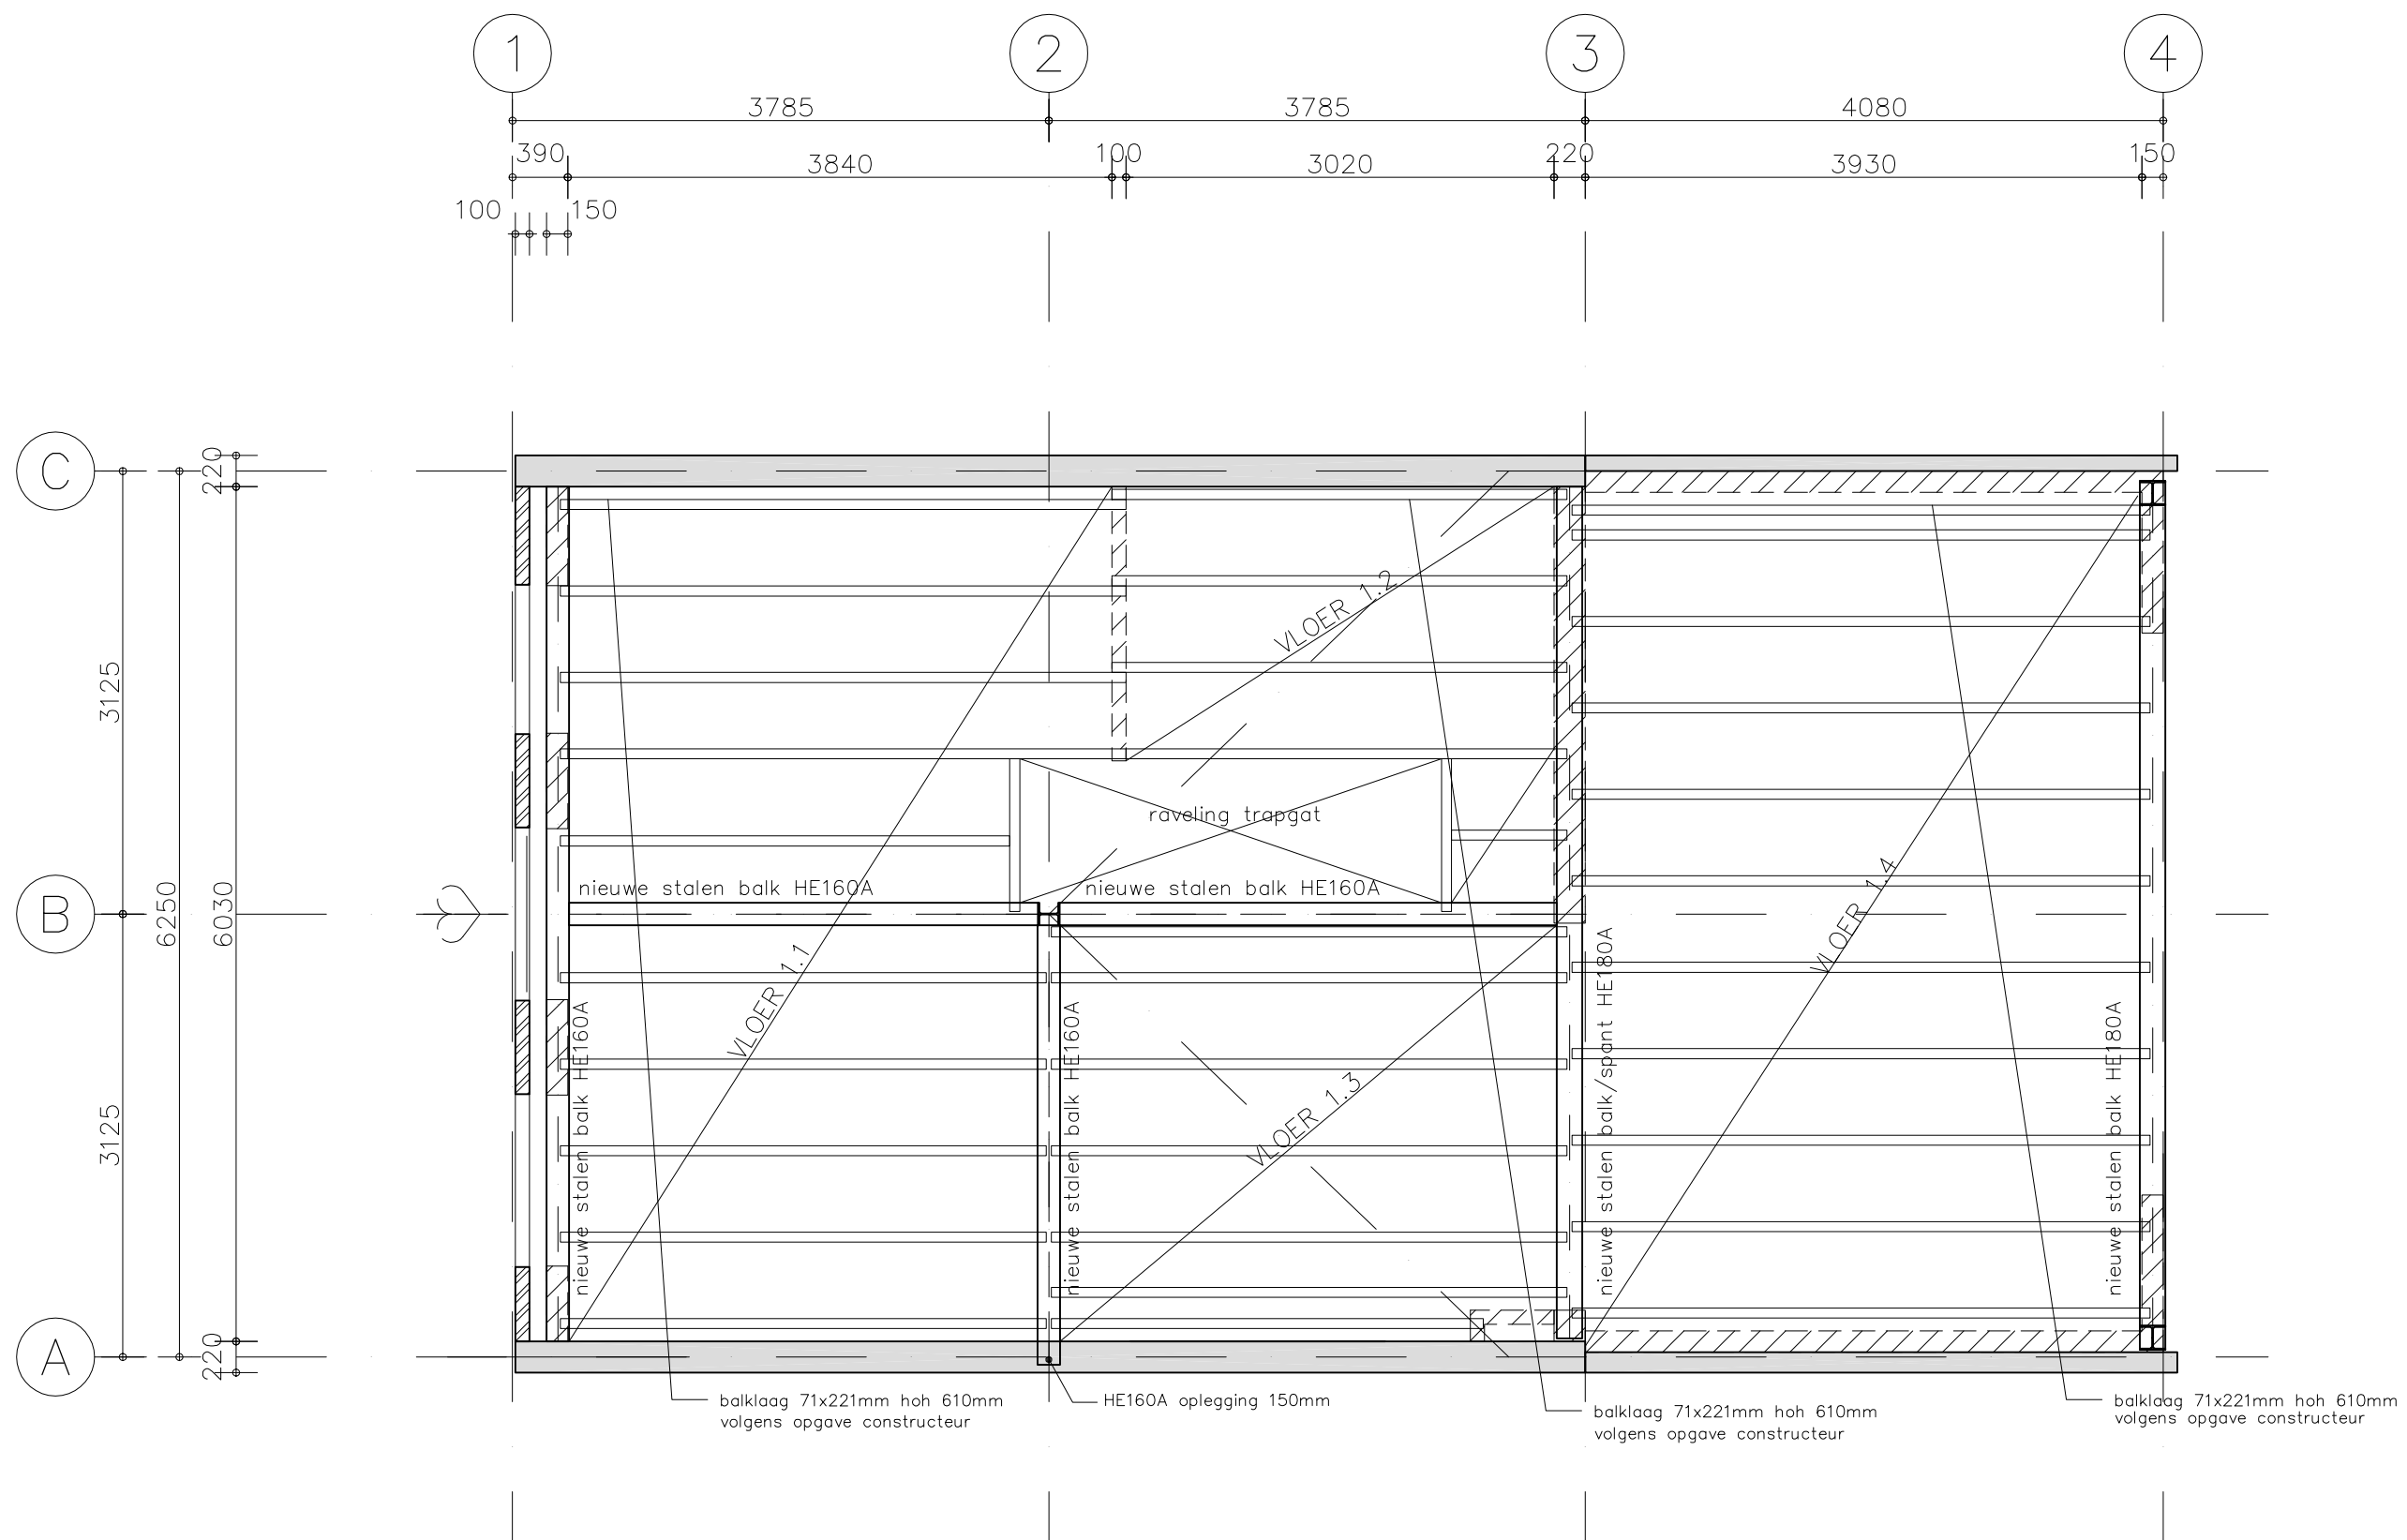 1
2
3
4
3785
3785
4080
390
3840
100
3020
220
3930
150
100
150
C
B
A
220
3125
6250
6030
3125
220
VLOER 1.2
raveling trapgat
nieuwe stalen balk HE160A
nieuwe stalen balk HE160A
VLOER 1.1
VLOER 1.4
VLOER 1.3
nieuwe stalen balk HE160A
nieuwe stalen balk HE160A
nieuwe stalen balk/spant HE180A
nieuwe stalen balk HE180A
balklaag 71x221mm hoh 610mm
volgens opgave constructeur
HE160A oplegging 150mm
balklaag 71x221mm hoh 610mm
volgens opgave constructeur
balklaag 71x221mm hoh 610mm
volgens opgave constructeur